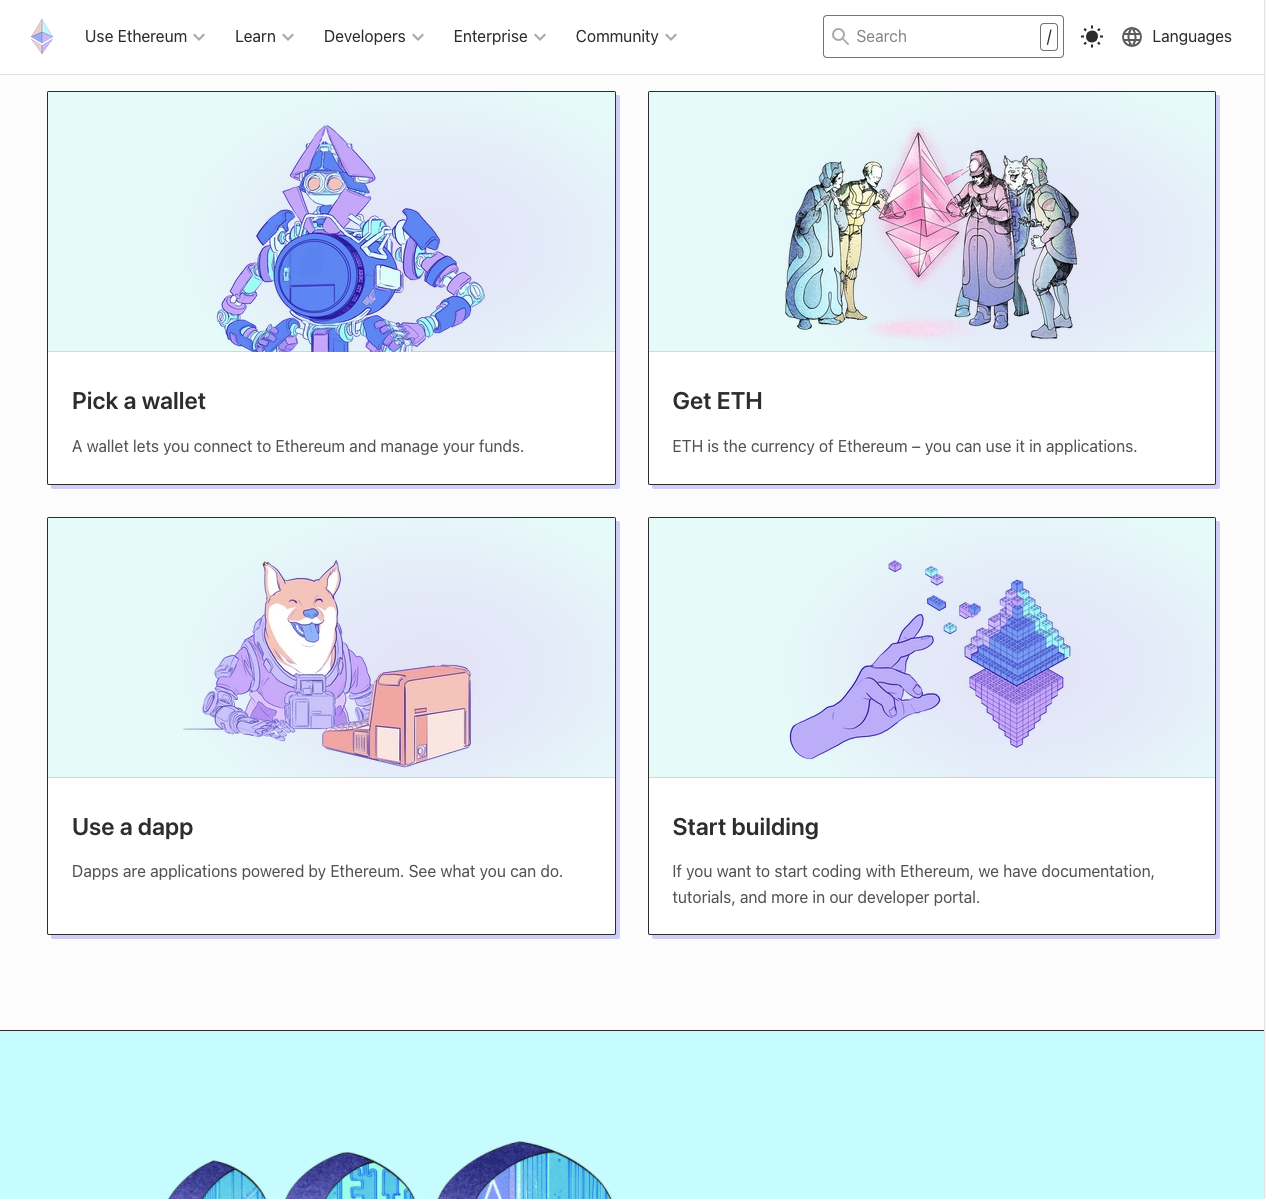 Use Ethereum Learn Developers Enterprise Community Search / Languages
Pick a wallet
A wallet lets you connect to Ethereum and manage your funds.
Get ETH
ETH is the currency of Ethereum – you can use it in applications.
Use a dapp
Dapps are applications powered by Ethereum. See what you can do.
Start building
If you want to start coding with Ethereum, we have documentation,
tutorials, and more in our developer portal.